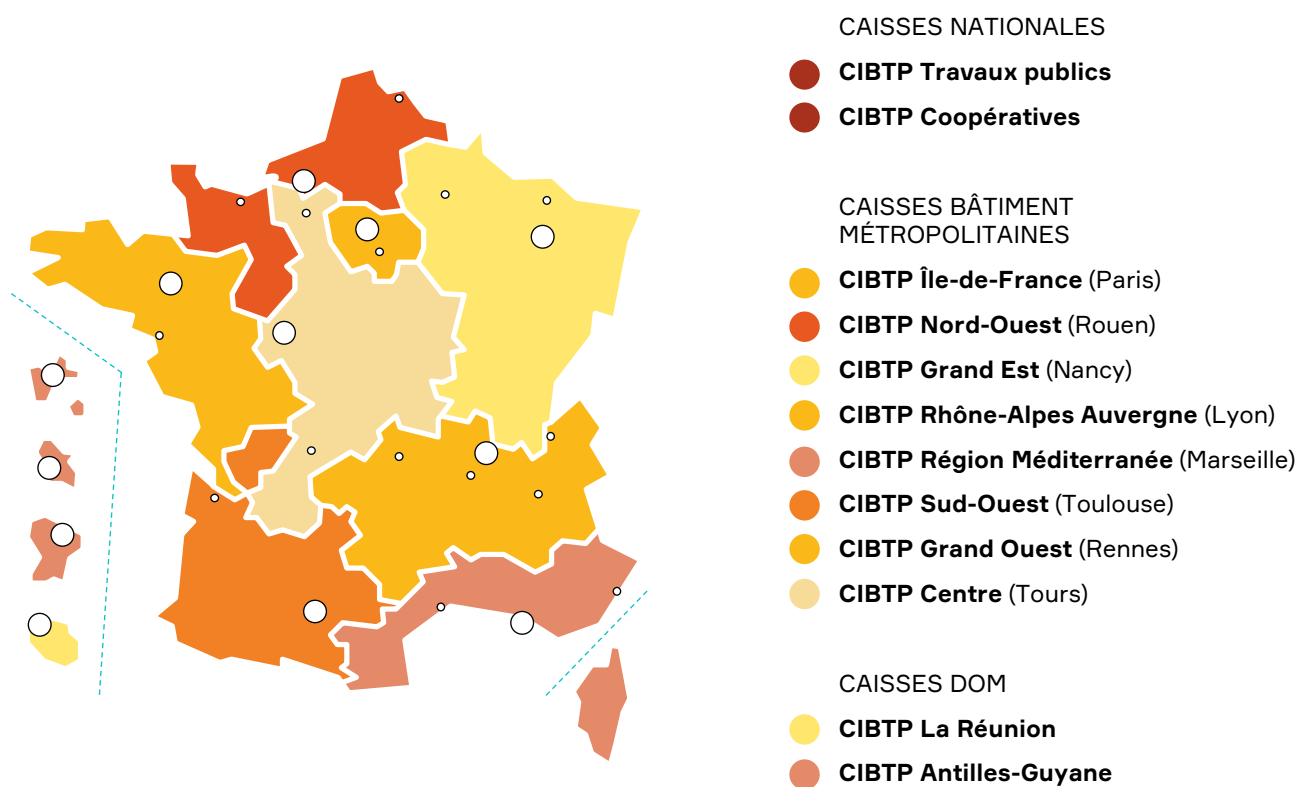 CAISSES NATIONALES
CIBTP Travaux publics
CIBTP Coopératives
CAISSES BÂTIMENT
MÉTROPOLITAINES
CIBTP Île-de-France (Paris)
CIBTP Nord-Ouest (Rouen)
CIBTP Grand Est (Nancy)
CIBTP Rhône-Alpes Auvergne (Lyon)
CIBTP Région Méditerranée (Marseille)
CIBTP Sud-Ouest (Toulouse)
CIBTP Grand Ouest (Rennes)
CIBTP Centre (Tours)
CAISSES DOM
CIBTP La Réunion
CIBTP Antilles-Guyane